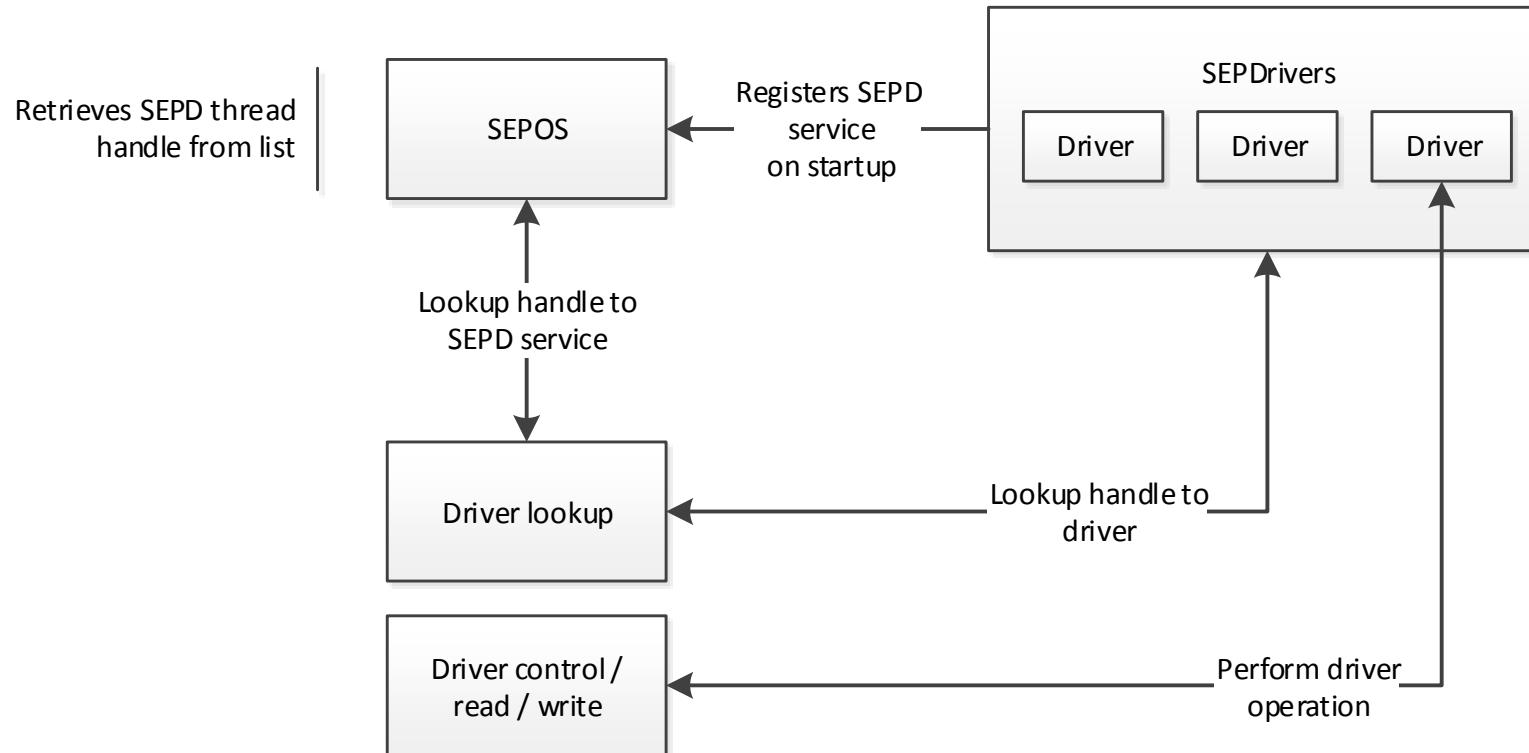 Retrieves SEPD thread
handle from list
SEPOS
Registers SEPD
service
on startup
SEPDrivers
Driver
Driver
Driver
Lookup handle to
SEPD service
Driver lookup
Lookup handle to
driver
Driver control /
read / write
Perform driver
operation